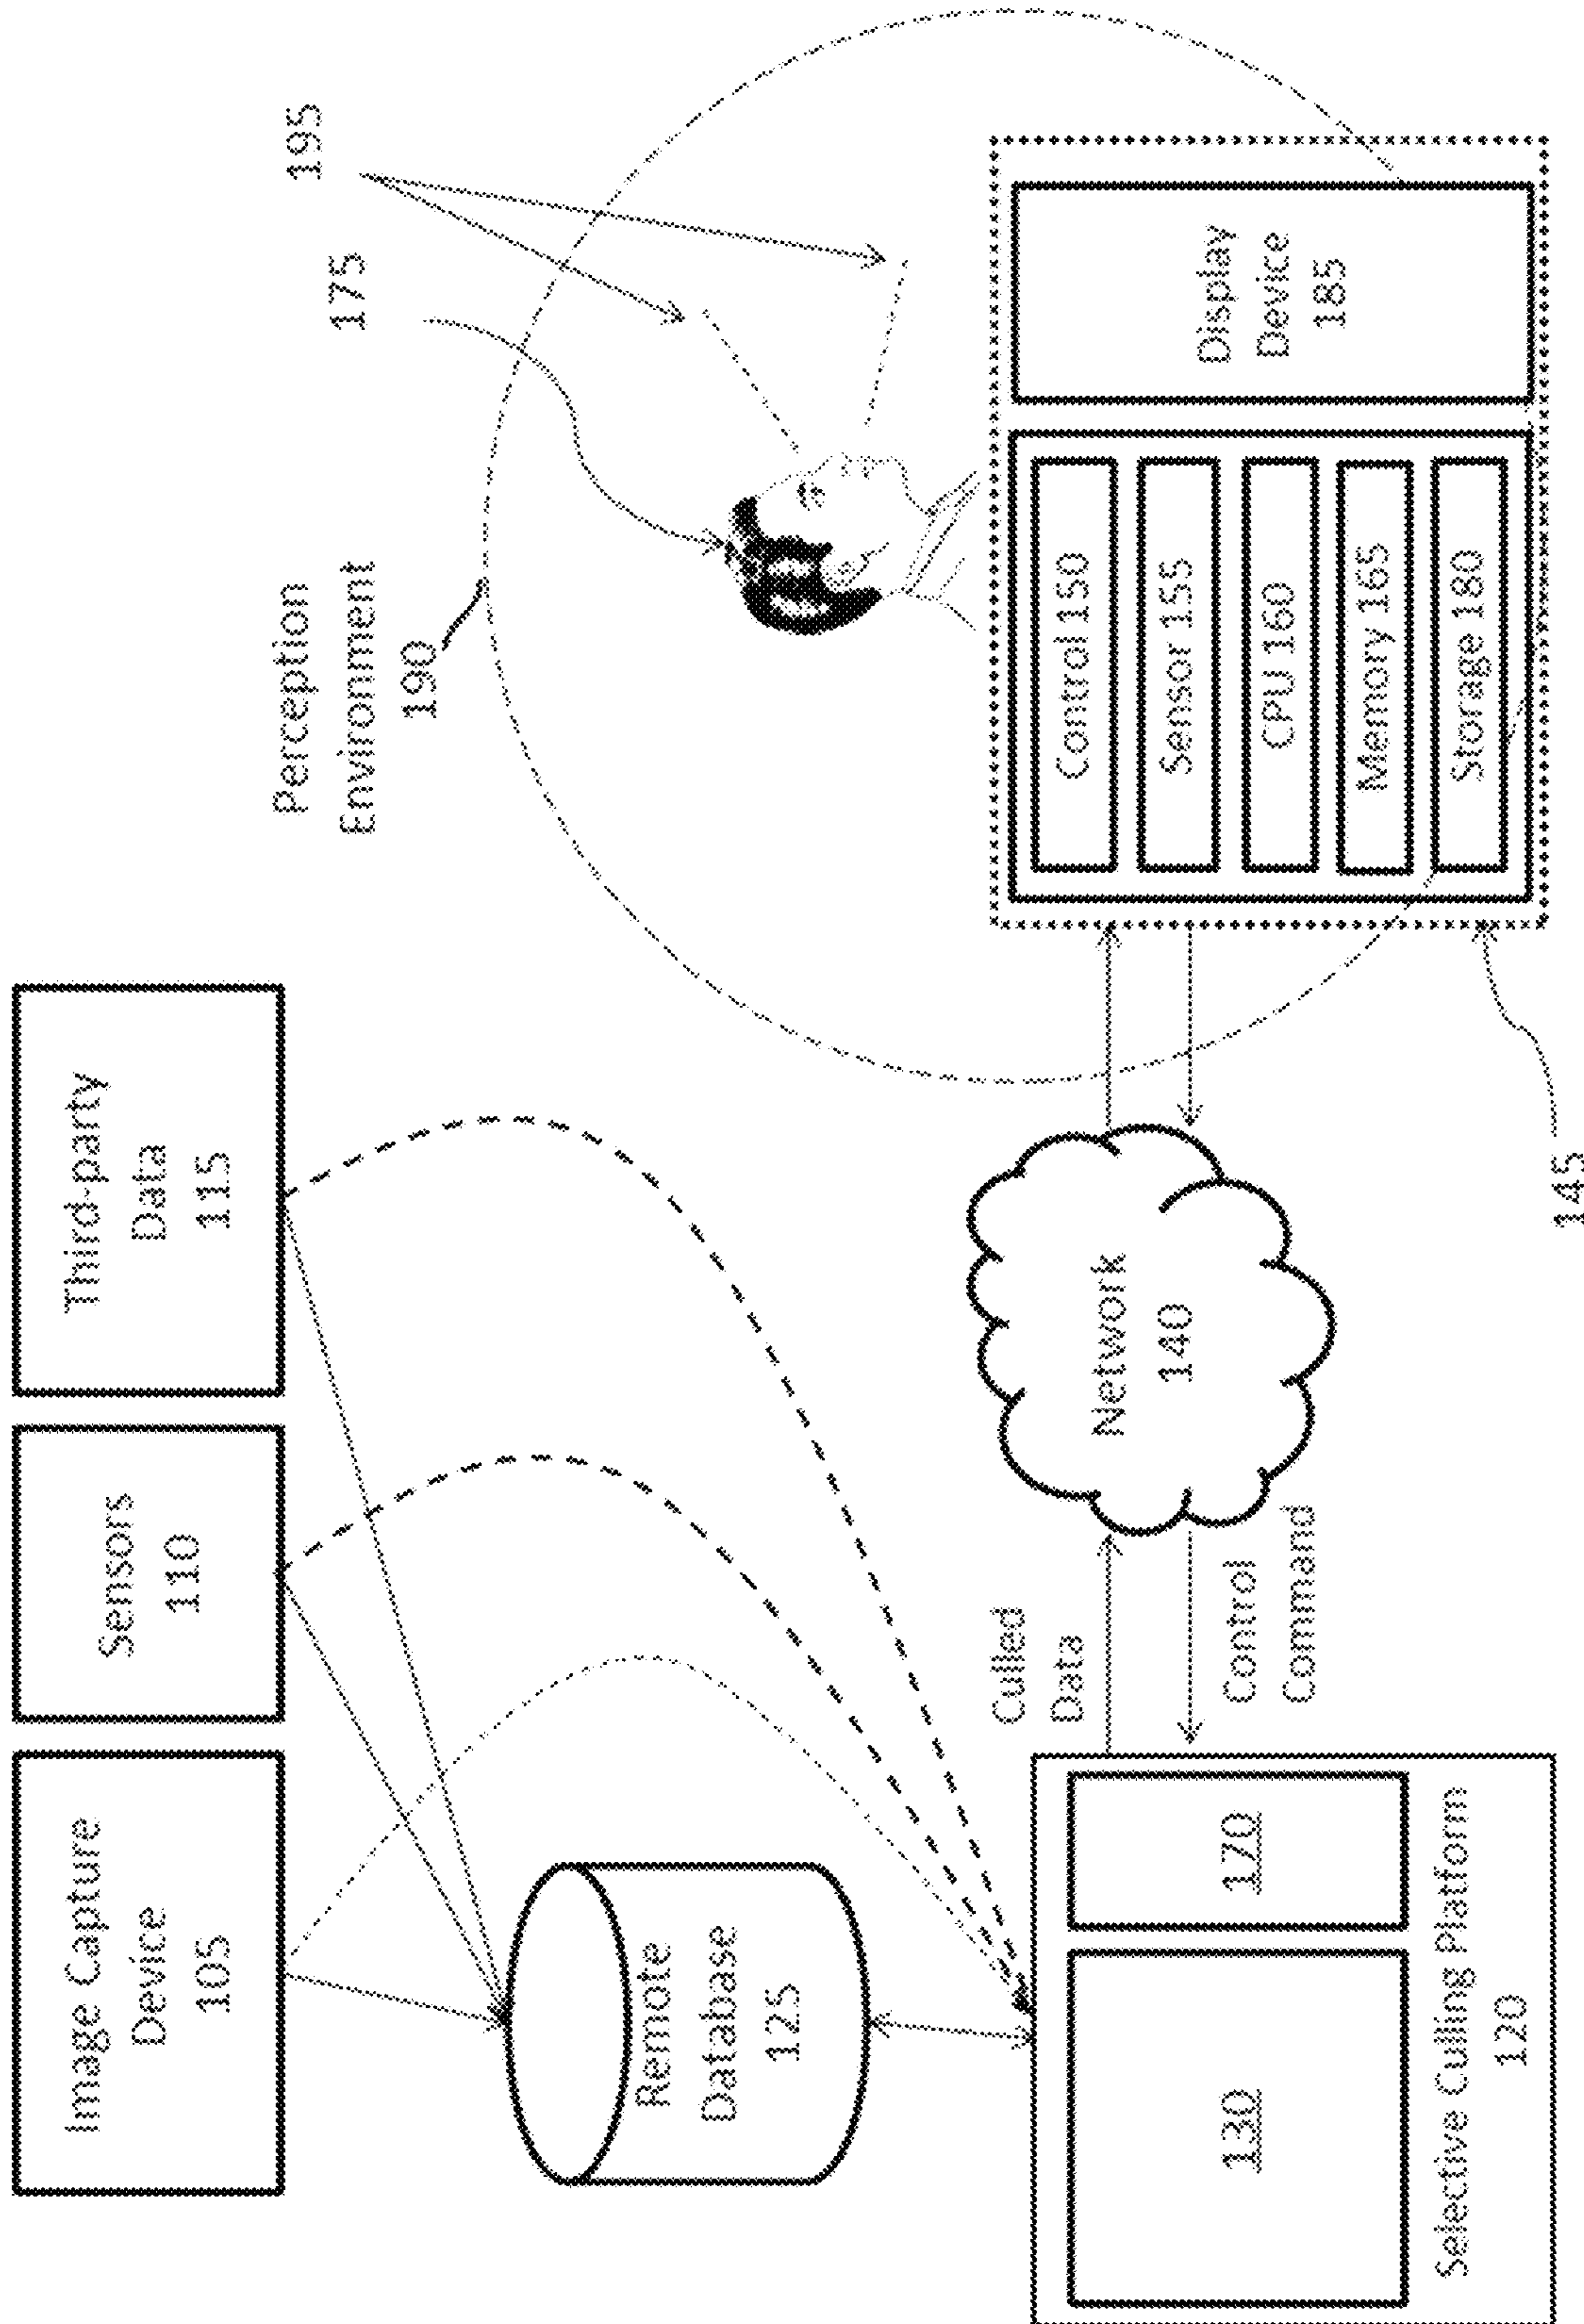 Image Capture
Device
105
Sensors
110
Third-party
Data
115
Perception
Environment
190
175
195
Remote
Database
125
Culled
Data
Control
Command
Network
140
130
170
Selective Culling Platform
120
Control 150
Sensor 155
CPU 160
Memory 165
Storage 180
Display
Device
185
145